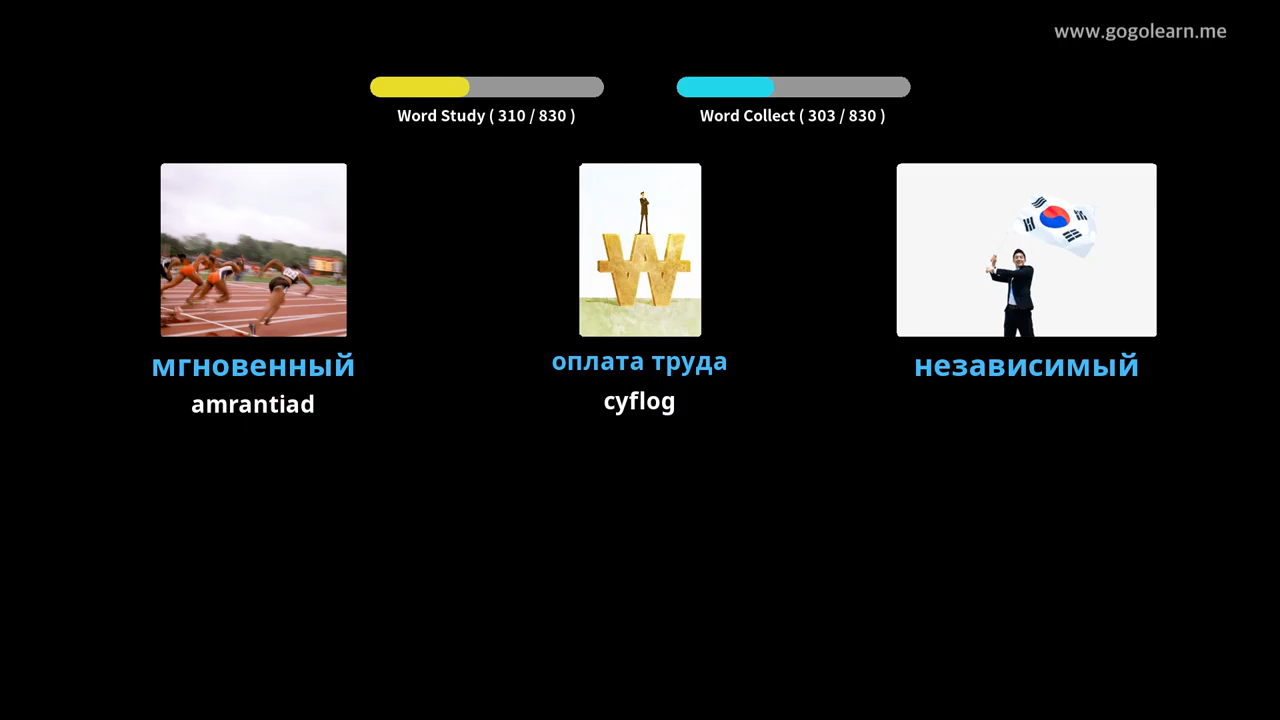 www.gogolearn.me
Word Study ( 310 / 830 )
Word Collect ( 303 / 830 )
мгновенный
оплата труда
независимый
amrantiad
cyflog